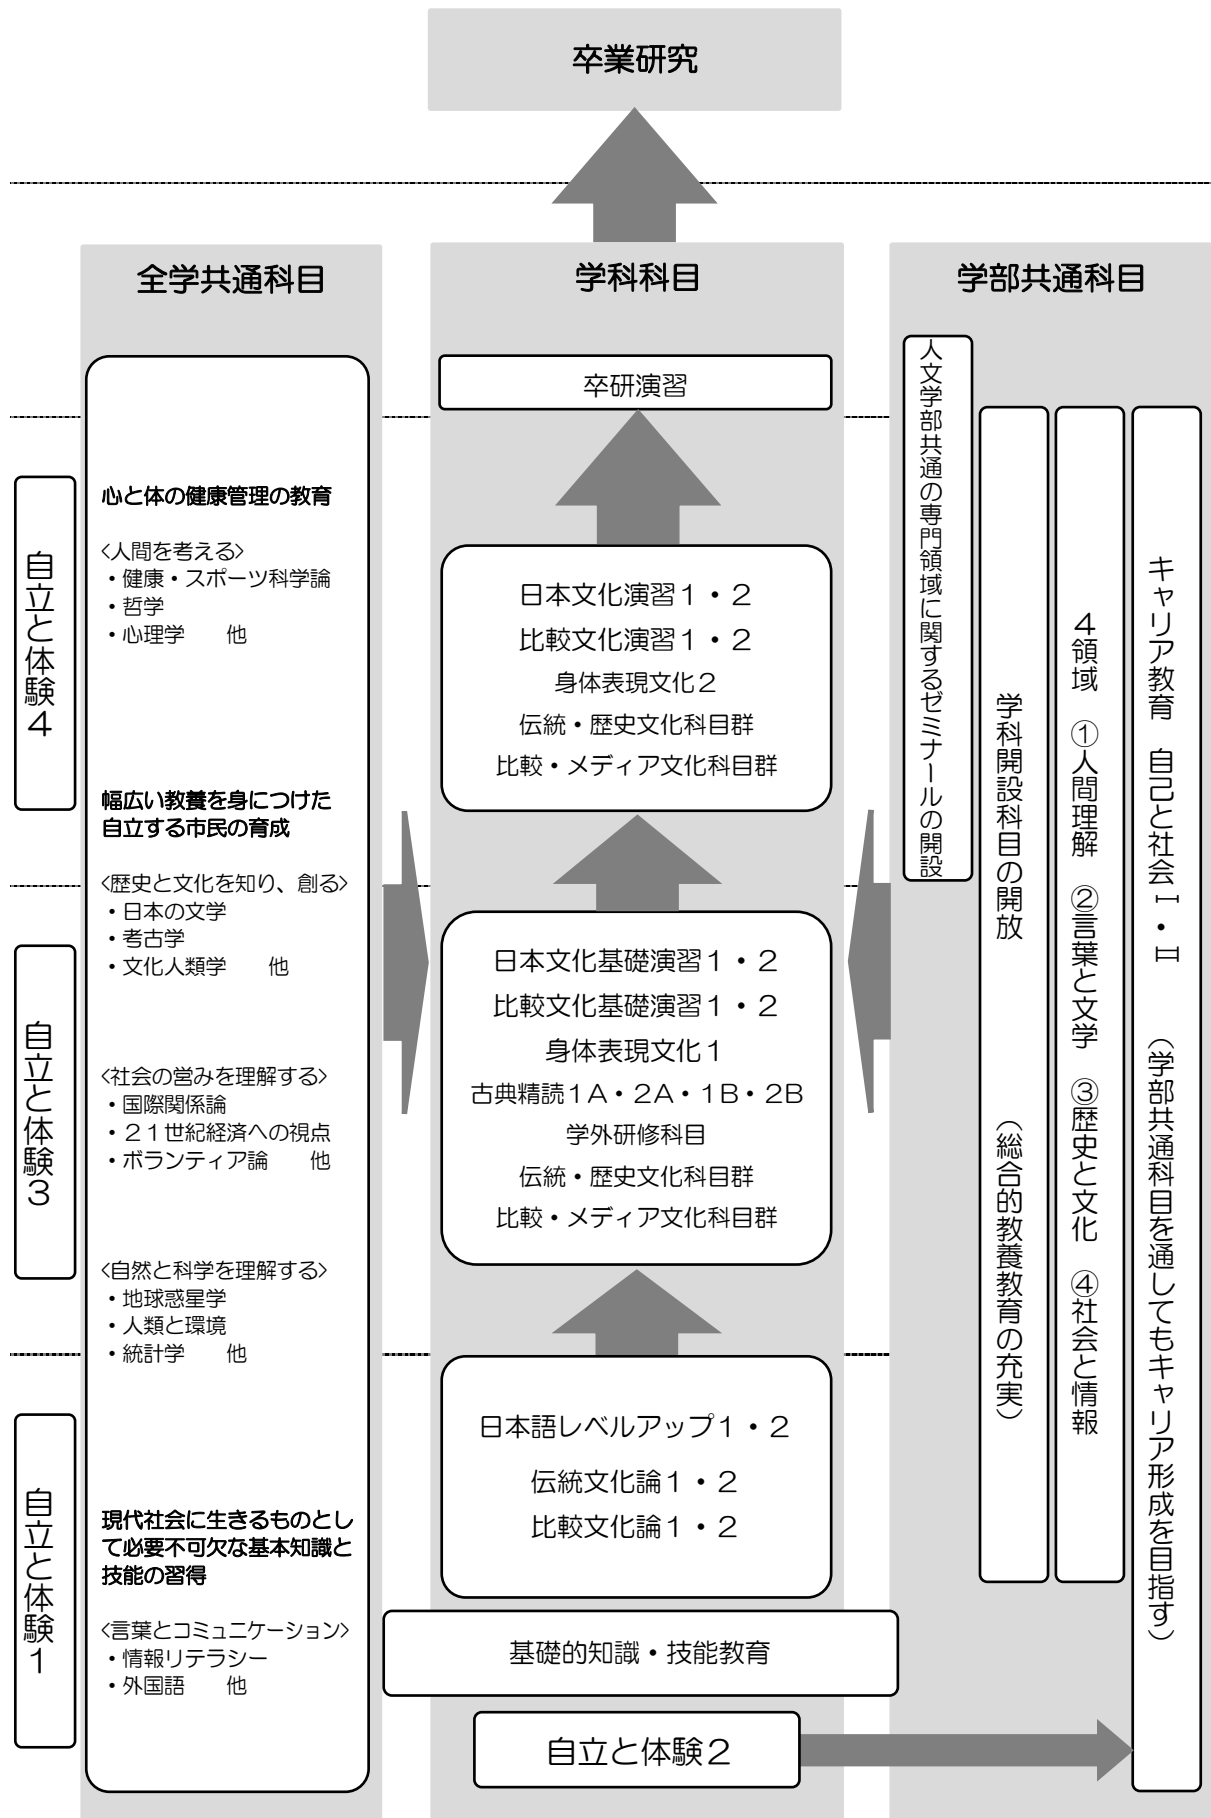 卒業研究
全学共通科目
学科科目
学部共通科目
自立と体験4
自立と体験3
自立と体験1
心と体の健康管理の教育
<人間を考える>
・健康・スポーツ科学論
・哲学
・心理学　　他
幅広い教養を身につけた
自立する市民の育成
<歴史と文化を知り、創る>
・日本の文学
・考古学
・文化人類学　　他
<社会の営みを理解する>
・国際関係論
・２１世紀経済への視点
・ボランティア論　　他
<自然と科学を理解する>
・地球惑星学
・人類と環境
・統計学　　他
現代社会に生きるものとし
て必要不可欠な基本知識と
技能の習得
<言葉とコミュニケーション>
・情報リテラシー
・外国語　　他
卒研演習
日本文化演習１・２
比較文化演習１・２
身体表現文化２
伝統・歴史文化科目群
比較・メディア文化科目群
日本文化基礎演習１・２
比較文化基礎演習１・２
身体表現文化１
古典精読１Ａ・２Ａ・１Ｂ・２Ｂ
学外研修科目
伝統・歴史文化科目群
比較・メディア文化科目群
日本語レベルアップ１・２
伝統文化論１・２
比較文化論１・２
基礎的知識・技能教育
自立と体験２
人文学部共通の専門領域に関するゼミナールの開設
学科開設科目の開放　　　　（総合的教養教育の充実）
４領域　①人間理解　②言葉と文学　③歴史と文化　④社会と情報
キャリア教育　自己と社会Ⅰ・Ⅱ　　（学部共通科目を通してもキャリア形成を目指す）